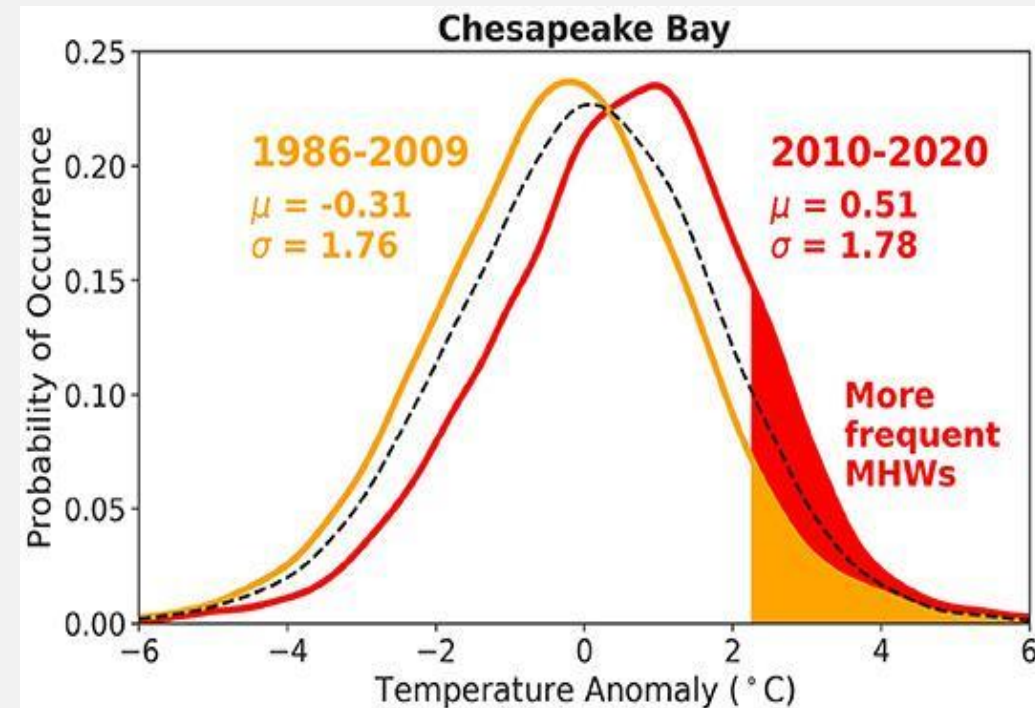 Chesapeake Bay
Probability of Occurrence
0.25
0.20
0.15
0.10
0.05
0.00
1986-2009
μ = -0.31
σ = 1.76
2010-2020
μ = 0.51
σ = 1.78
More
frequent
MHWs
−6
−4
−2
0
2
4
6
Temperature Anomaly (°C)